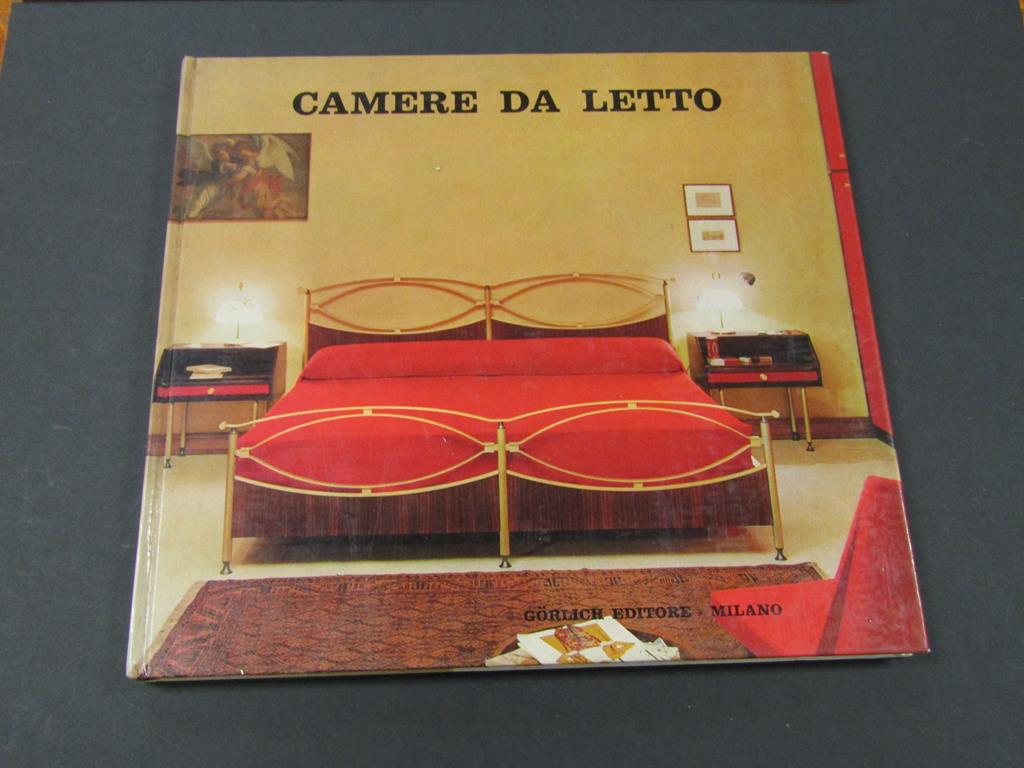 CAMERE DA LETTO
GÖRLICH EDITORE - MILANO